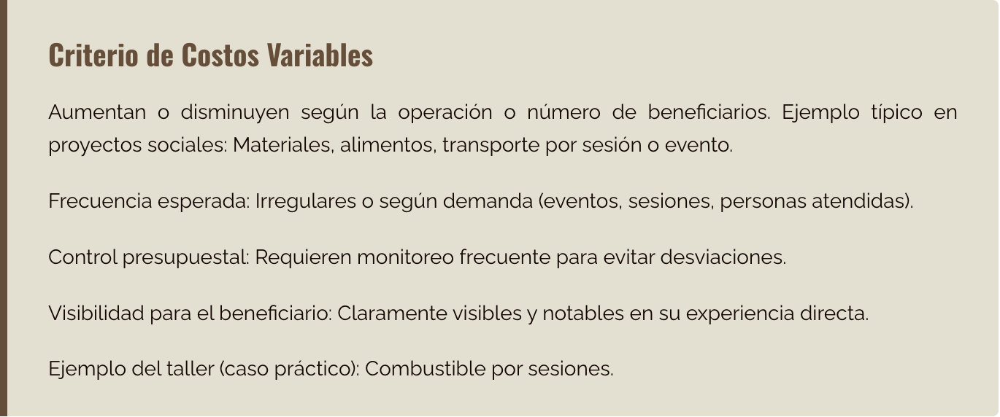 Criterio de Costos Variables
Aumentan o disminuyen según la operación o número de beneficiarios. Ejemplo típico en
proyectos sociales: Materiales, alimentos, transporte por sesión o evento.
Frecuencia esperada: Irregulares o según demanda (eventos, sesiones, personas atendidas).
Control presupuestal: Requieren monitoreo frecuente para evitar desviaciones.
Visibilidad para el beneficiario: Claramente visibles y notables en su experiencia directa.
Ejemplo del taller (caso práctico): Combustible por sesiones.